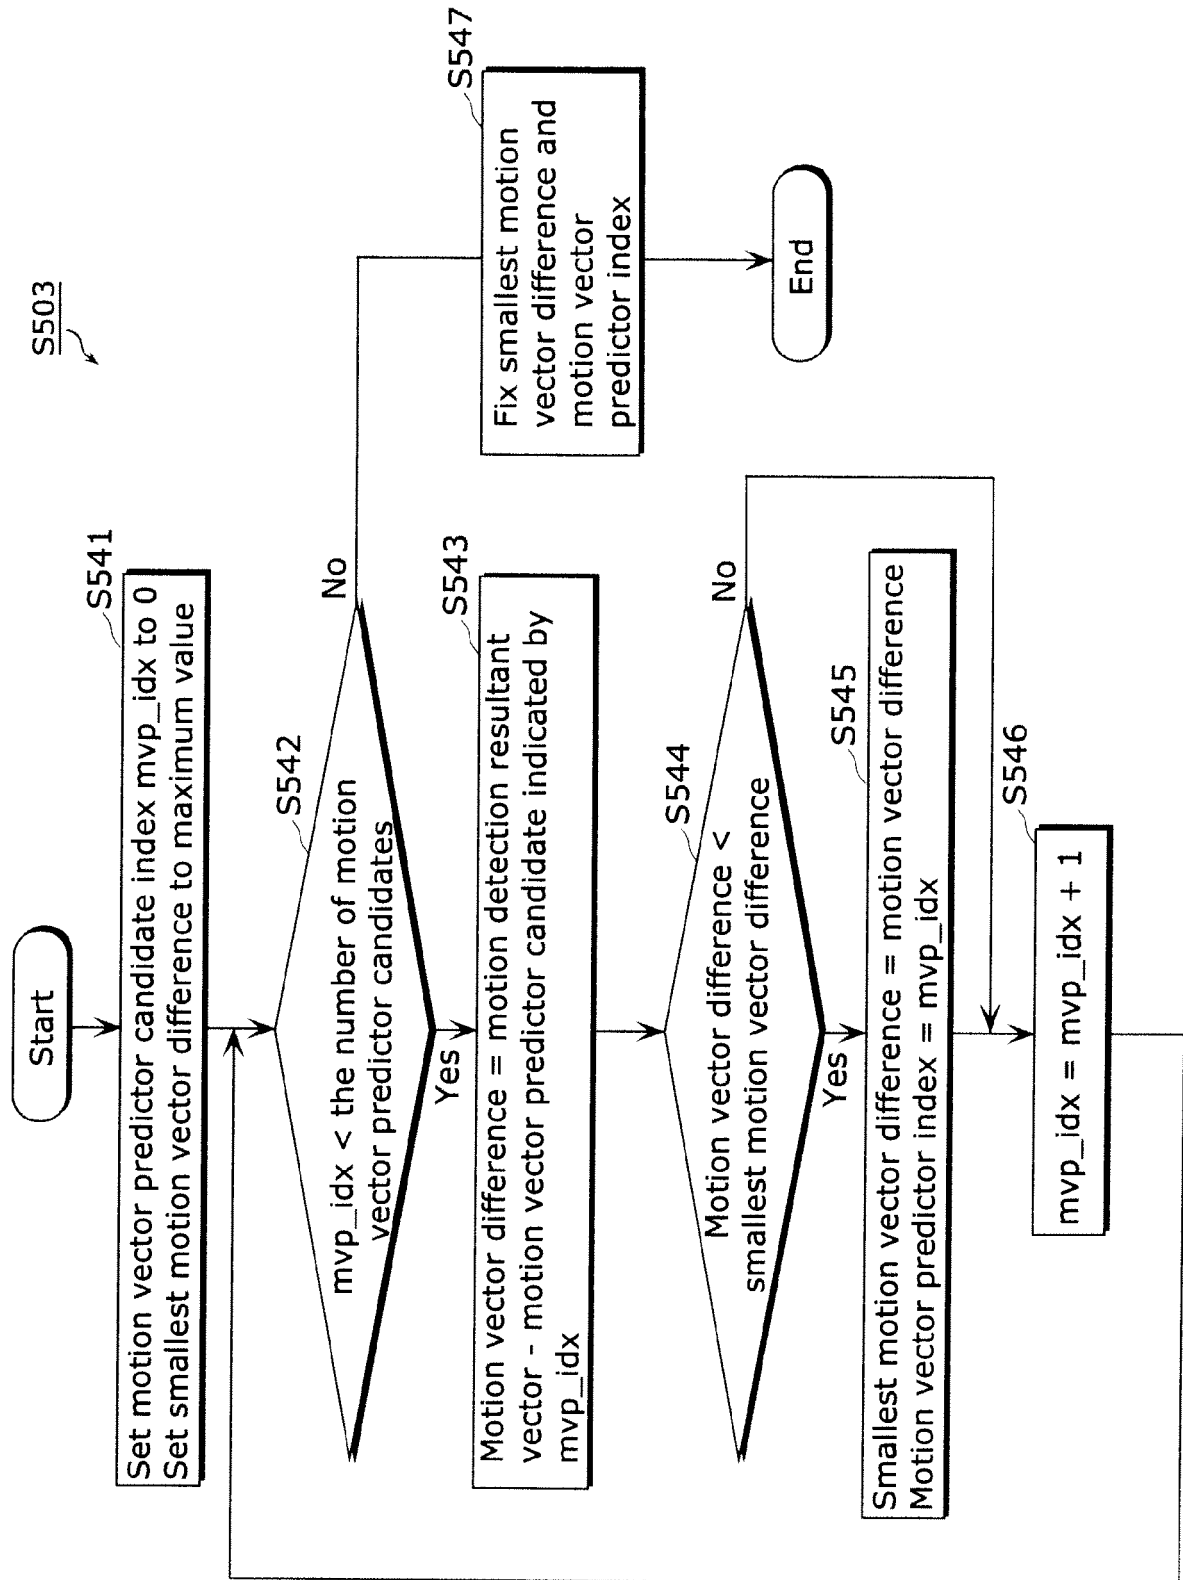 S503
Start
S541
Set motion vector predictor candidate index mvp_idx to 0
Set smallest motion vector difference to maximum value
S542
mvp_idx < the number of motion
vector predictor candidates
No
Yes
S543
Motion vector difference = motion detection resultant
vector - motion vector predictor candidate indicated by
mvp_idx
S544
Motion vector difference <
smallest motion vector difference
No
Yes
S545
Smallest motion vector difference = motion vector difference
Motion vector predictor index = mvp_idx
S546
mvp_idx = mvp_idx + 1
S547
Fix smallest motion
vector difference and
motion vector
predictor index
End